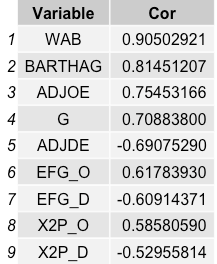 Variable Cor
1 WAB 0.90502921
2 BARTHAG 0.81451207
3 ADJOE 0.75453166
4 G 0.70883800
5 ADJDE -0.69075290
6 EFG_O 0.61783930
7 EFG_D -0.60914371
8 X2P_O 0.58580590
9 X2P_D -0.52955814